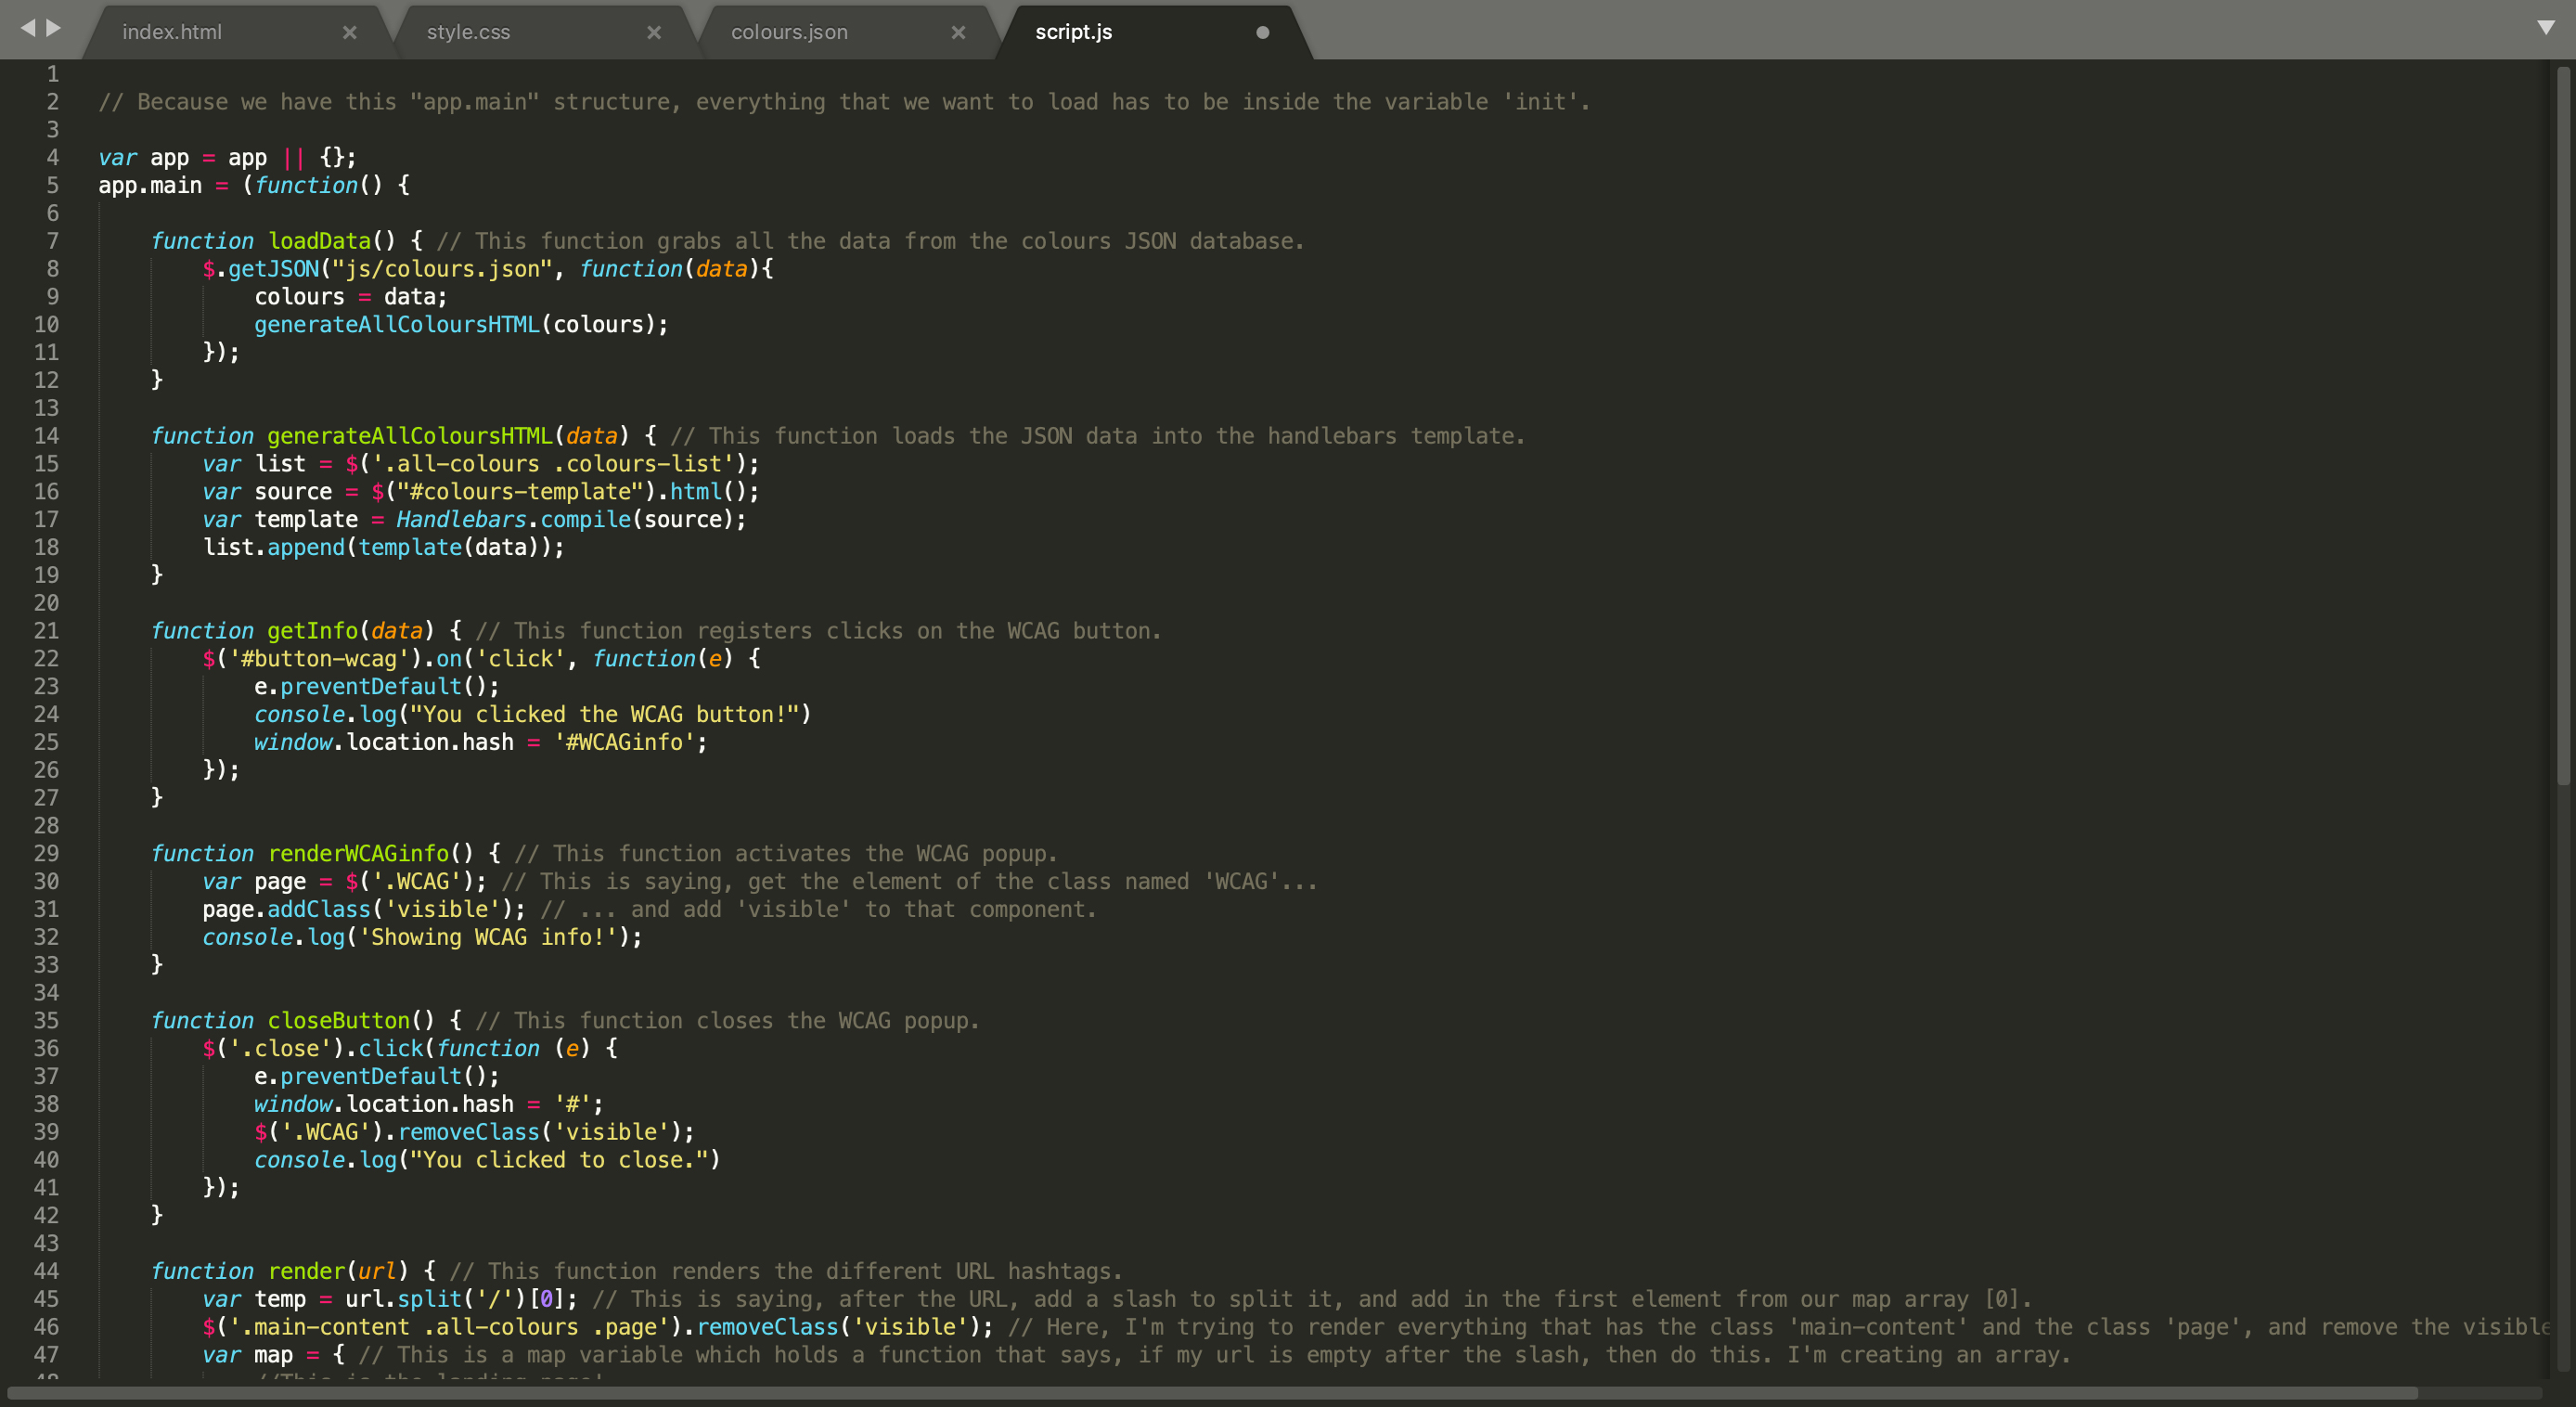 index.html × style.css × colours.json × script.js
1
2 // Because we have this "app.main" structure, everything that we want to load has to be inside the variable 'init'.
3
4 var app = app || {};
5 app.main = (function() {
6
7 function loadData() { // This function grabs all the data from the colours JSON database.
8 $.getJSON("js/colours.json", function(data){
9 colours = data;
10 generateAllColoursHTML(colours);
11 });
12 }
13
14 function generateAllColoursHTML(data) { // This function loads the JSON data into the handlebars template.
15 var list = $('.all-colours .colours-list');
16 var source = $("#colours-template").html();
17 var template = Handlebars.compile(source);
18 list.append(template(data));
19 }
20
21 function getInfo(data) { // This function registers clicks on the WCAG button.
22 $('#button-wcag').on('click', function(e) {
23 e.preventDefault();
24 console.log("You clicked the WCAG button!")
25 window.location.hash = '#WCAGinfo';
26 });
27 }
28
29 function renderWCAGinfo() { // This function activates the WCAG popup.
30 var page = $('.WCAG'); // This is saying, get the element of the class named 'WCAG'...
31 page.addClass('visible'); // ... and add 'visible' to that component.
32 console.log('Showing WCAG info!');
33 }
34
35 function closeButton() { // This function closes the WCAG popup.
36 $('.close').click(function (e) {
37 e.preventDefault();
38 window.location.hash = '#';
39 $('.WCAG').removeClass('visible');
40 console.log("You clicked to close.")
41 });
42 }
43
44 function render(url) { // This function renders the different URL hashtags.
45 var temp = url.split('/')[0]; // This is saying, after the URL, add a slash to split it, and add in the first element from our map array [0].
46 $('.main-content .all-colours .page').removeClass('visible'); // Here, I'm trying to render everything that has the class 'main-content' and the class 'page', and remove the visible
47 var map = { // This is a map variable which holds a function that says, if my url is empty after the slash, then do this. I'm creating an array.